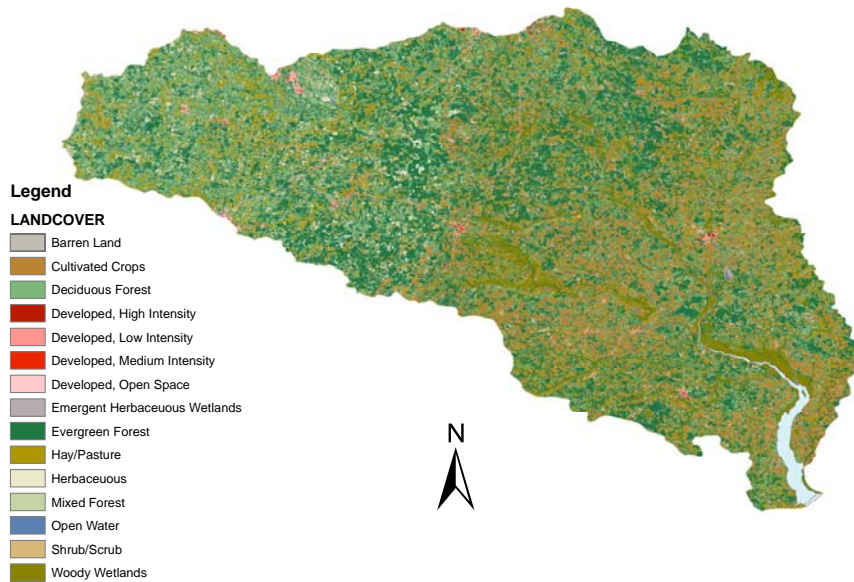 Legend
LANDCOVER
Barren Land
Cultivated Crops
Deciduous Forest
Developed, High Intensity
Developed, Low Intensity
Developed, Medium Intensity
Developed, Open Space
Emergent Herbaceuous Wetlands
Evergreen Forest
Hay/Pasture
Herbaceuous
Mixed Forest
Open Water
Shrub/Scrub
Woody Wetlands
N